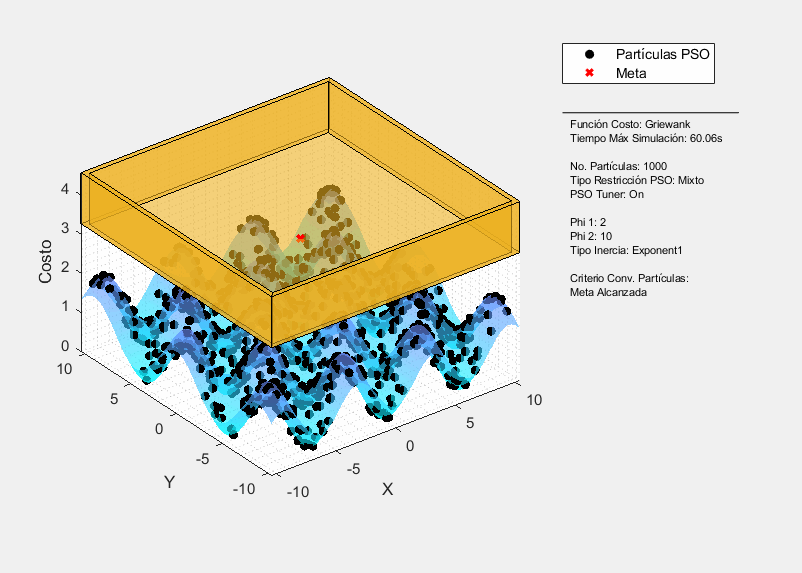 Partículas PSO
Meta
Función Costo: Griewank
Tiempo Máx Simulación: 60.06s
No. Partículas: 1000
Tipo Restricción PSO: Mixto
PSO Tuner: On
Phi 1: 2
Phi 2: 10
Tipo Inercia: Exponent1
Criterio Conv. Partículas:
Meta Alcanzada
Costo
4
3
2
1
0
10
5
0
-5
-10
Y
-10
-5
0
5
10
X